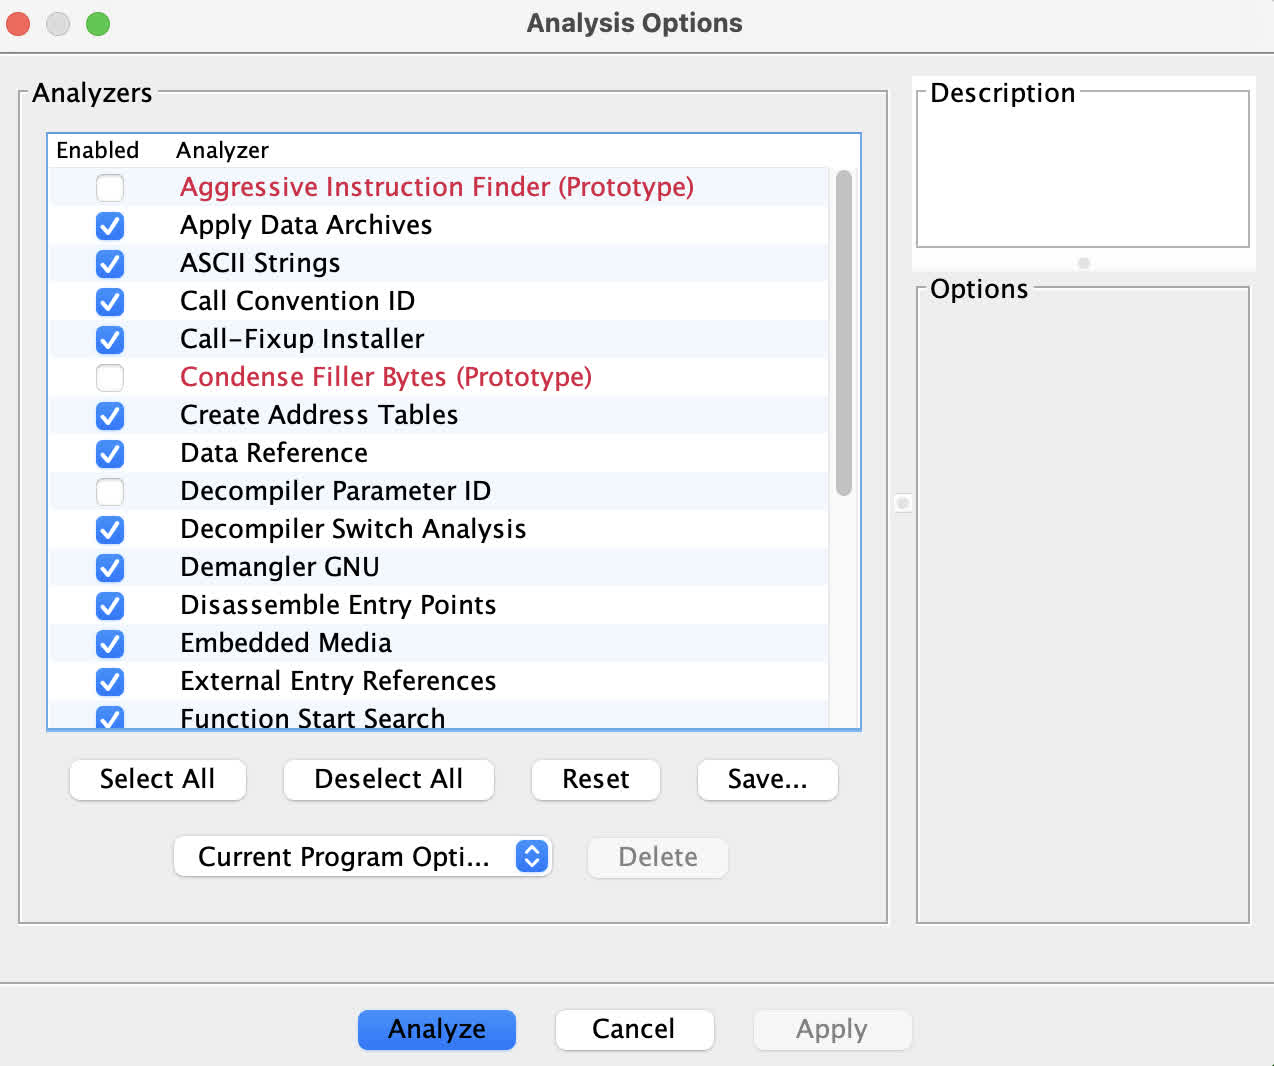 Analysis Options
Analyzers
Enabled Analyzer
Aggressive Instruction Finder (Prototype)
Apply Data Archives
ASCII Strings
Call Convention ID
Call-Fixup Installer
Condense Filler Bytes (Prototype)
Create Address Tables
Data Reference
Decompiler Parameter ID
Decompiler Switch Analysis
Demangler GNU
Disassemble Entry Points
Embedded Media
External Entry References
Function Start Search
Select All Deselect All Reset Save...
Current Program Opti... Delete
Description
Options
Analyze Cancel Apply